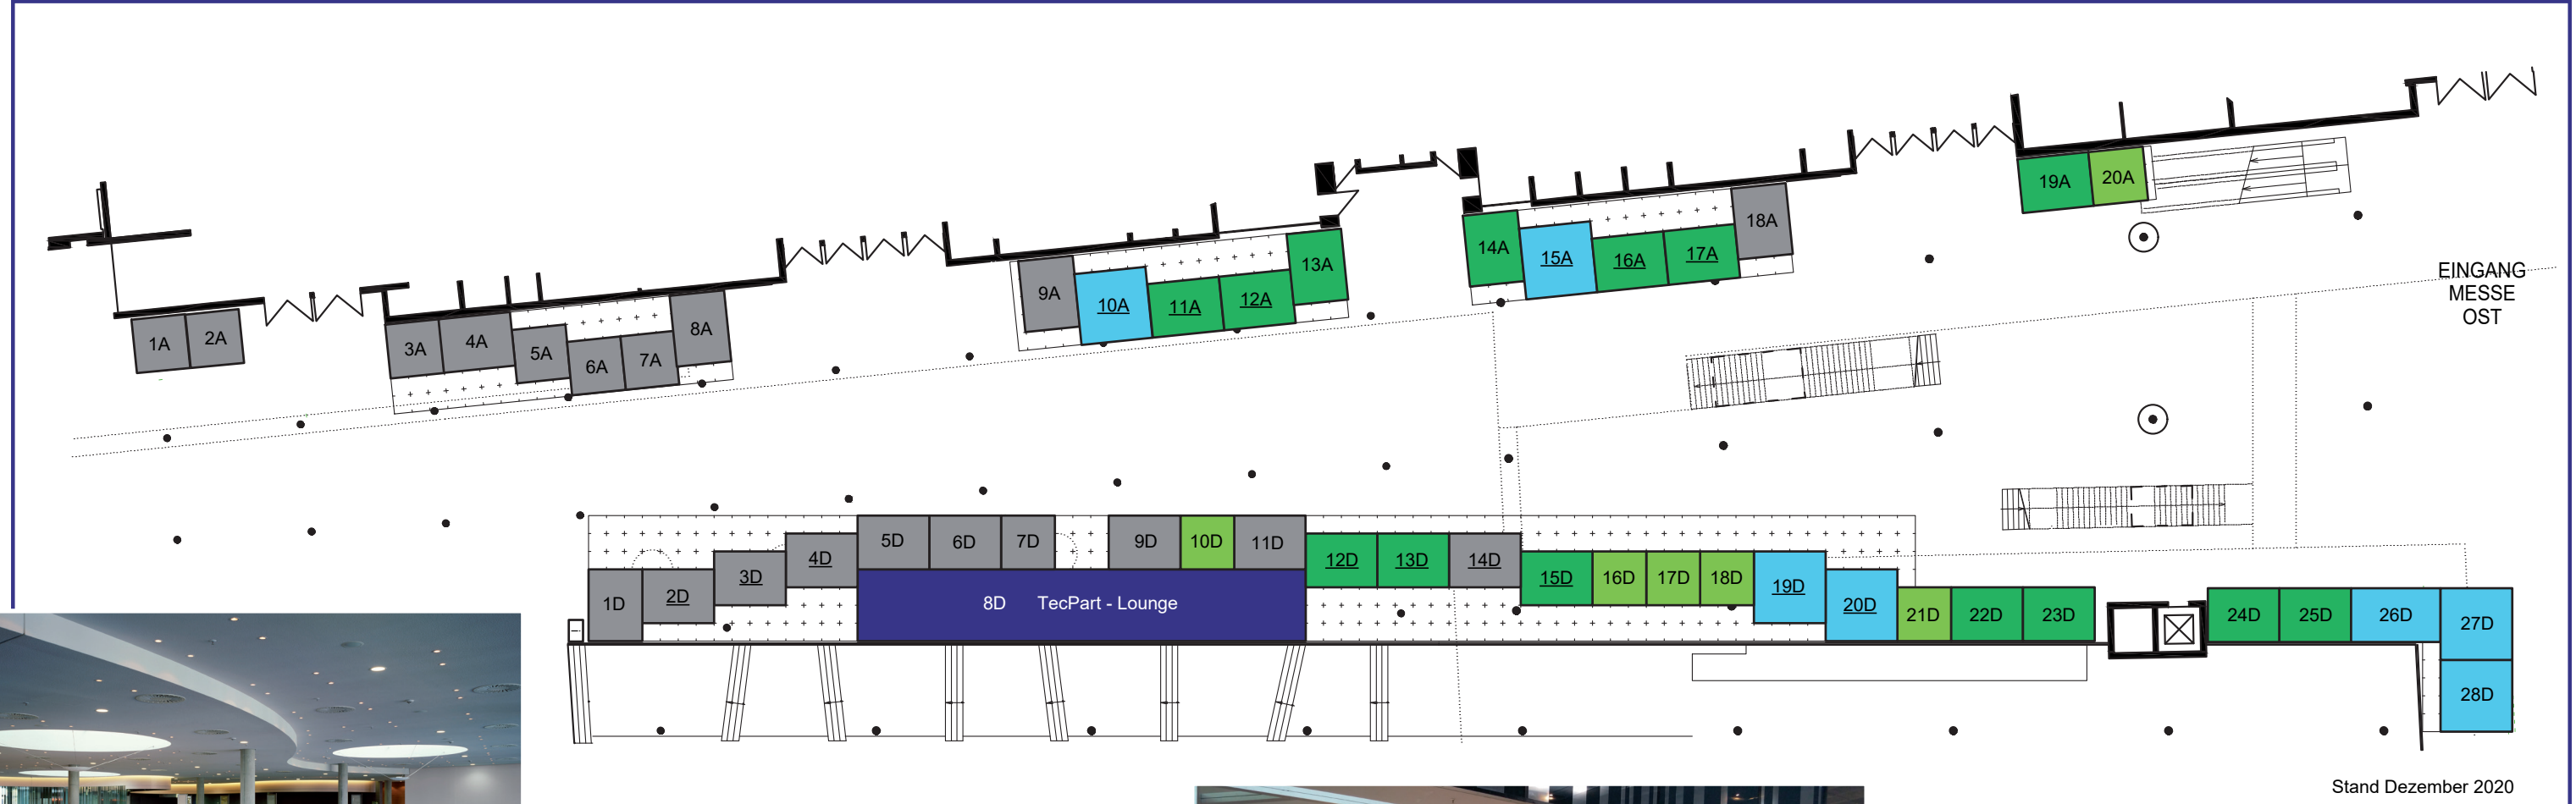 1A 2A 3A 4A 5A 6A 7A 8A 9A 10A 11A 12A 13A 14A 15A 16A 17A 18A 19A 20A
EINGANG
MESSE
OST
1D 2D 3D 4D 5D 6D 7D 9D 10D 11D 12D 13D 14D 15D 16D 17D 18D 19D 20D 21D 22D 23D 24D 25D 26D 27D
8D TecPart - Lounge
28D
Stand Dezember 2020